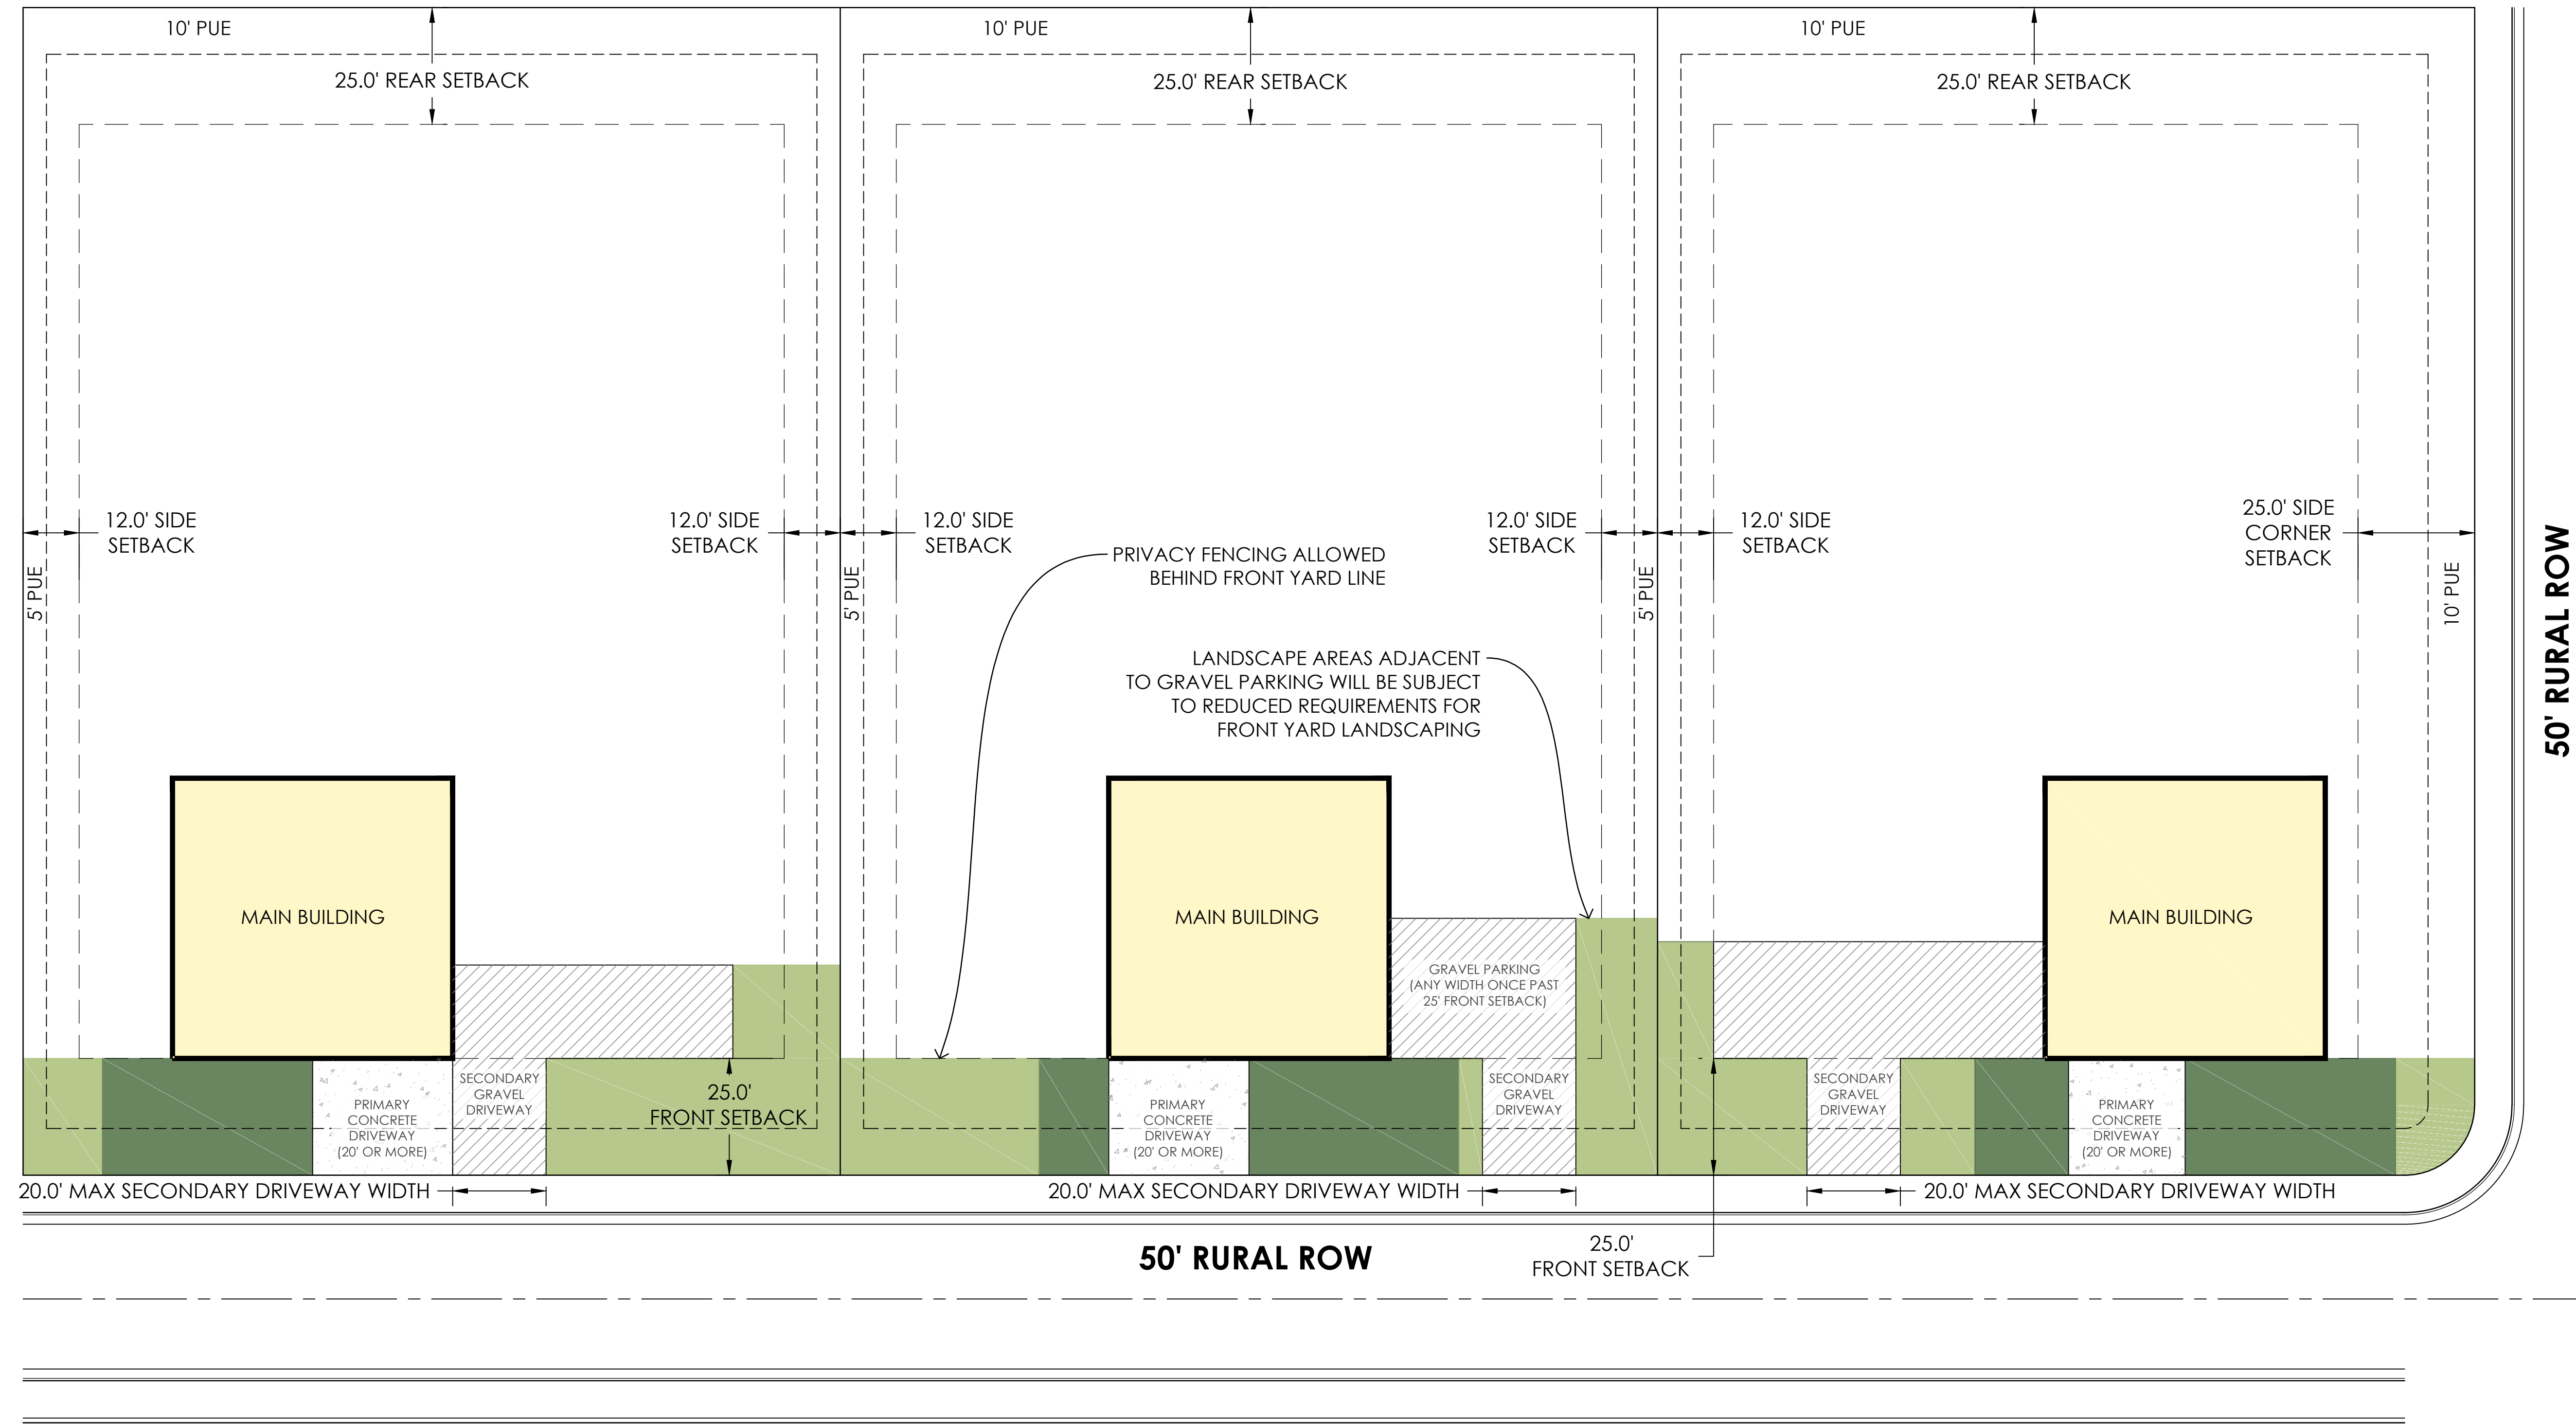 10' PUE
10' PUE
10' PUE
25.0' REAR SETBACK
25.0' REAR SETBACK
25.0' REAR SETBACK
12.0' SIDE
SETBACK
12.0' SIDE
SETBACK
12.0' SIDE
SETBACK
12.0' SIDE
SETBACK
12.0' SIDE
SETBACK
25.0' SIDE
CORNER
SETBACK
5' PUE
5' PUE
5' PUE
10' PUE
50' RURAL ROW
PRIVACY FENCING ALLOWED
BEHIND FRONT YARD LINE
LANDSCAPE AREAS ADJACENT
TO GRAVEL PARKING WILL BE SUBJECT
TO REDUCED REQUIREMENTS FOR
FRONT YARD LANDSCAPING
MAIN BUILDING
MAIN BUILDING
MAIN BUILDING
GRAVEL PARKING
(ANY WIDTH ONCE PAST
25' FRONT SETBACK)
PRIMARY
CONCRETE
DRIVEWAY
(20' OR MORE)
SECONDARY
GRAVEL
DRIVEWAY
25.0'
FRONT SETBACK
PRIMARY
CONCRETE
DRIVEWAY
(20' OR MORE)
SECONDARY
GRAVEL
DRIVEWAY
SECONDARY
GRAVEL
DRIVEWAY
PRIMARY
CONCRETE
DRIVEWAY
(20' OR MORE)
20.0' MAX SECONDARY DRIVEWAY WIDTH
20.0' MAX SECONDARY DRIVEWAY WIDTH
20.0' MAX SECONDARY DRIVEWAY WIDTH
50' RURAL ROW
25.0'
FRONT SETBACK